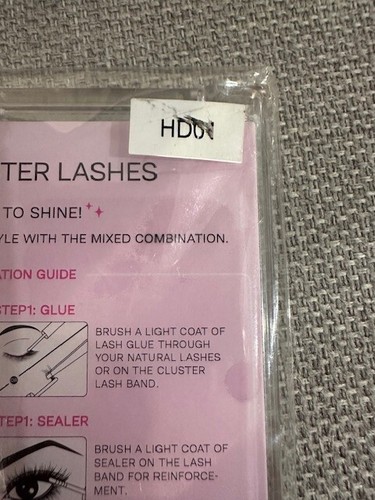 HD01
TER LASHES
TO SHINE!
YLE WITH THE MIXED COMBINATION.
ATION GUIDE
STEP1: GLUE
BRUSH A LIGHT COAT OF
LASH GLUE THROUGH
YOUR NATURAL LASHES
OR ON THE CLUSTER
LASH BAND.
TEP1: SEALER
BRUSH A LIGHT COAT OF
SEALER ON THE LASH
BAND FOR REINFORCE-
MENT.